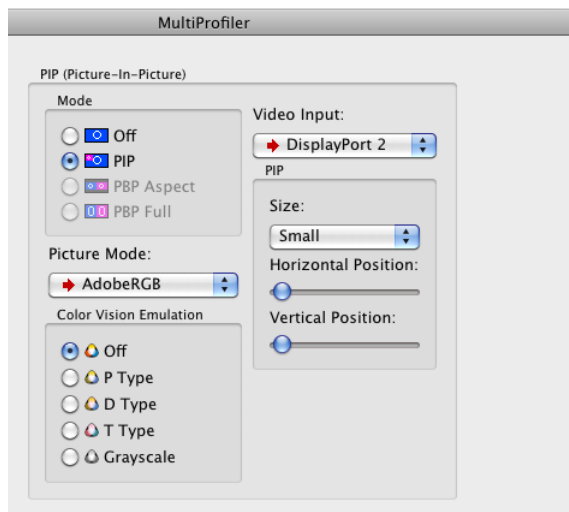 MultiProfiler
PIP (Picture-In-Picture)
Mode
Off
PIP
PBP Aspect
PBP Full
Picture Mode:
AdobeRGB
Color Vision Emulation
Off
P Type
D Type
T Type
Grayscale
Video Input:
DisplayPort 2
PIP
Size:
Small
Horizontal Position:
Vertical Position: